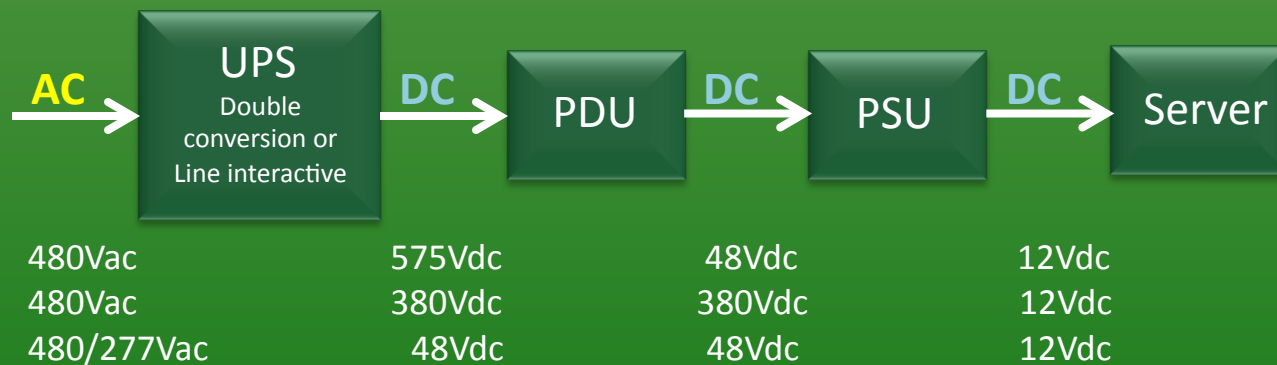 AC
UPS
Double
conversion or
Line interactive
DC
PDU
DC
PSU
DC
Server
480Vac 575Vdc 48Vdc 12Vdc
480Vac 380Vdc 380Vdc 12Vdc
480/277Vac 48Vdc 48Vdc 12Vdc